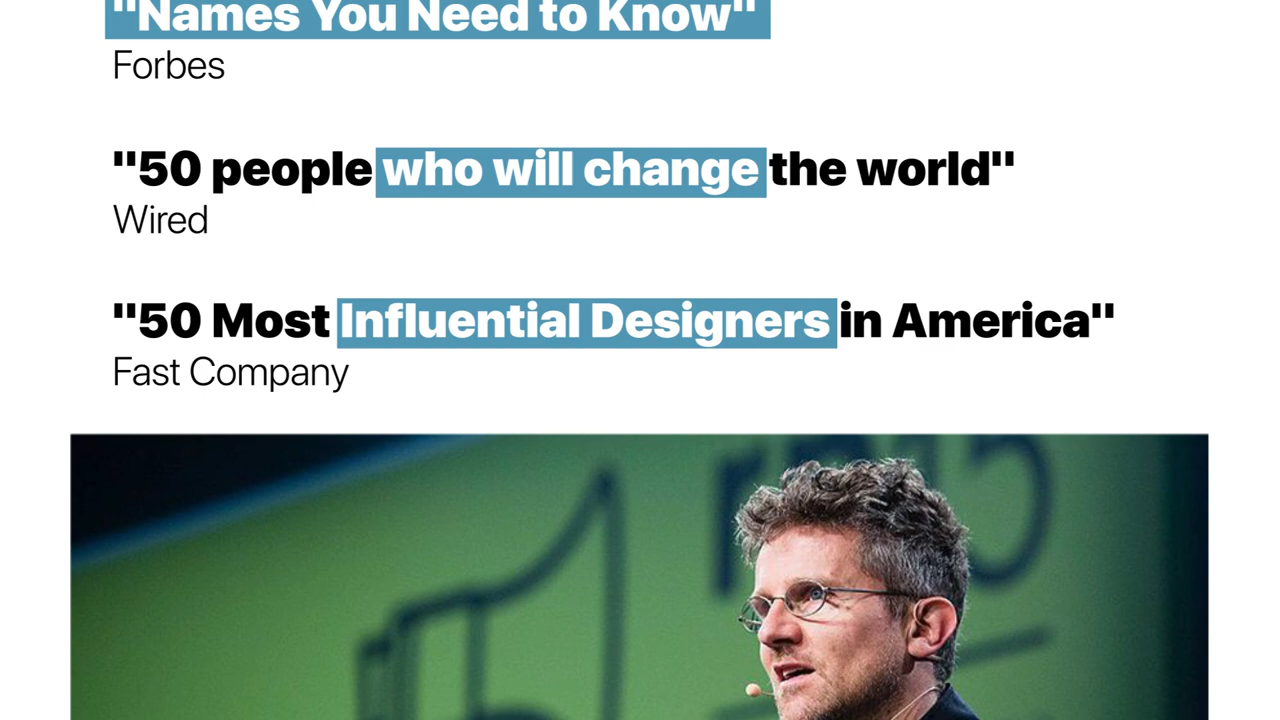 "Names You Need to Know"
Forbes
"50 people who will change the world"
Wired
"50 Most Influential Designers in America"
Fast Company